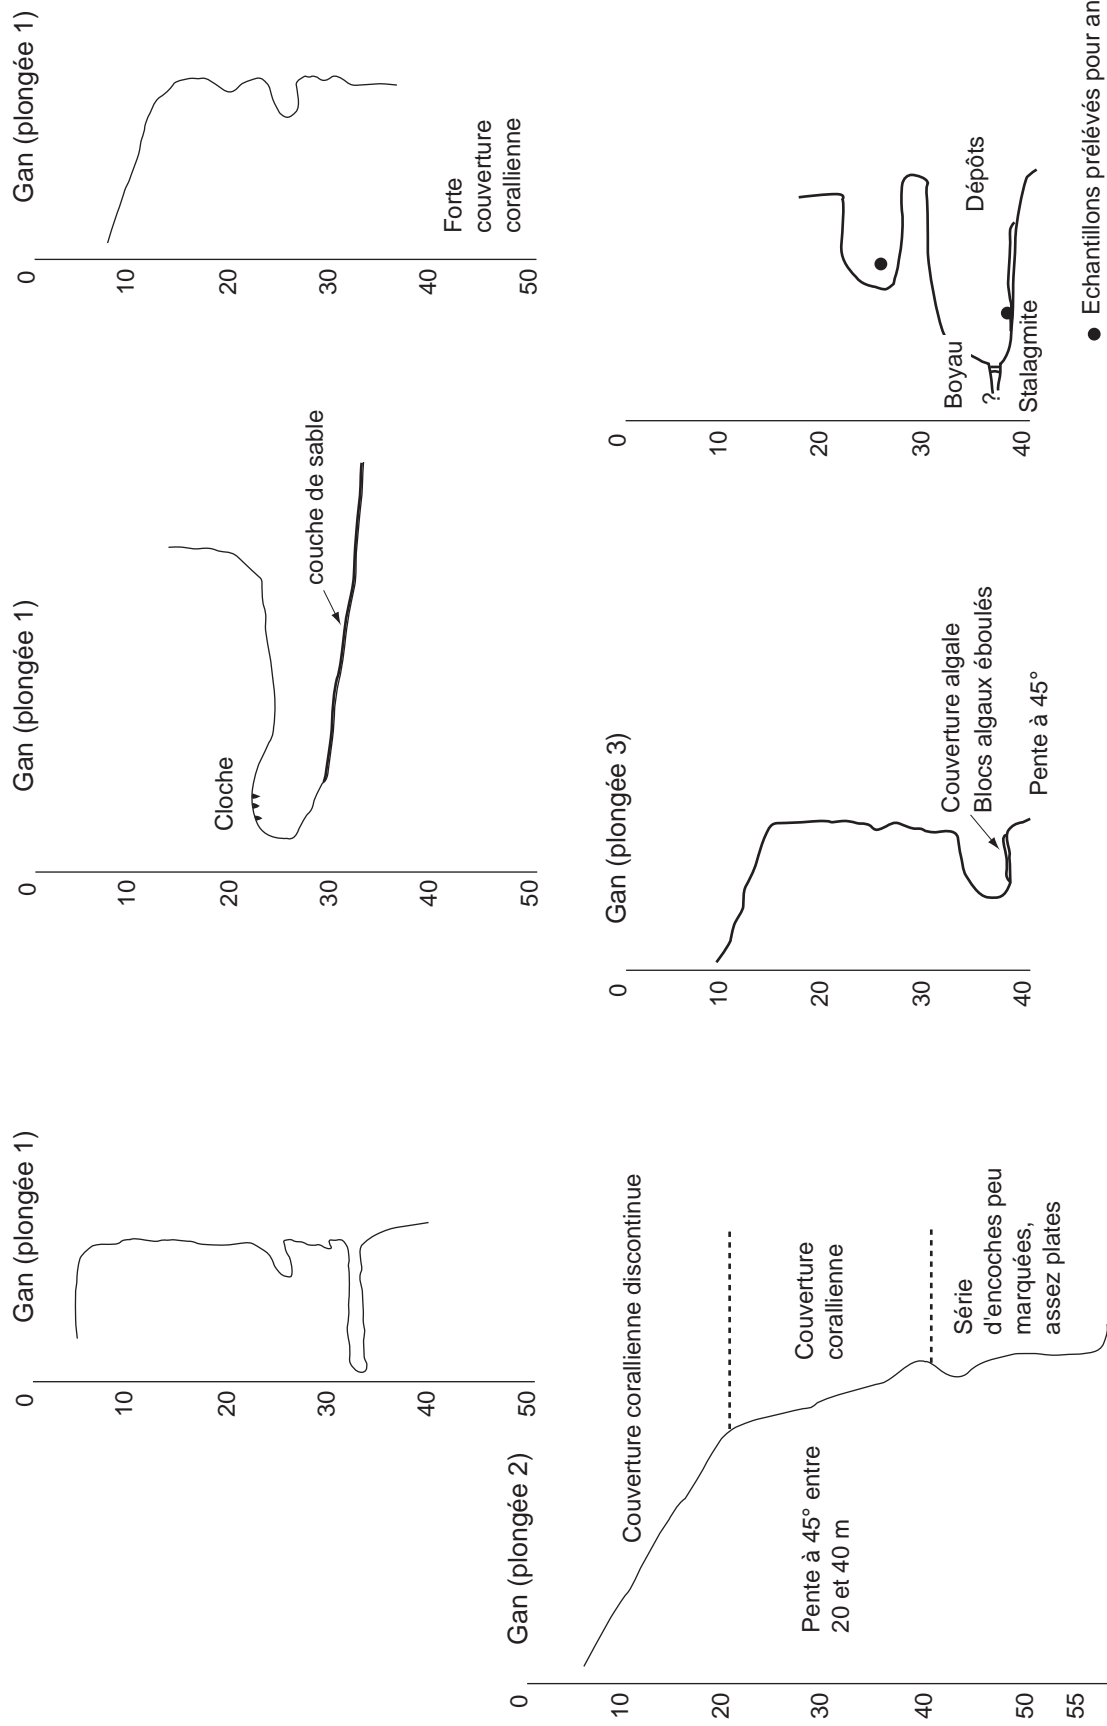 Gan (plongée 1)
0
10
20
30
40
50
Gan (plongée 1)
0
10
20
30
40
50
Cloche
couche de sable
Gan (plongée 1)
0
10
20
30
40
50
Forte
couverture
corallienne
Gan (plongée 2)
0
10
20
30
40
50
55
Couverture corallienne discontinue
Pente à 45° entre
20 et 40 m
Couverture
corallienne
Série
d'encoches peu
marquées,
assez plates
Gan (plongée 3)
0
10
20
30
40
Couverture algale
Blocs algaux éboulés
Pente à 45°
0
10
20
30
40
Boyau
?
Stalagmite
Dépôts
● Echantillons prélévés pour an